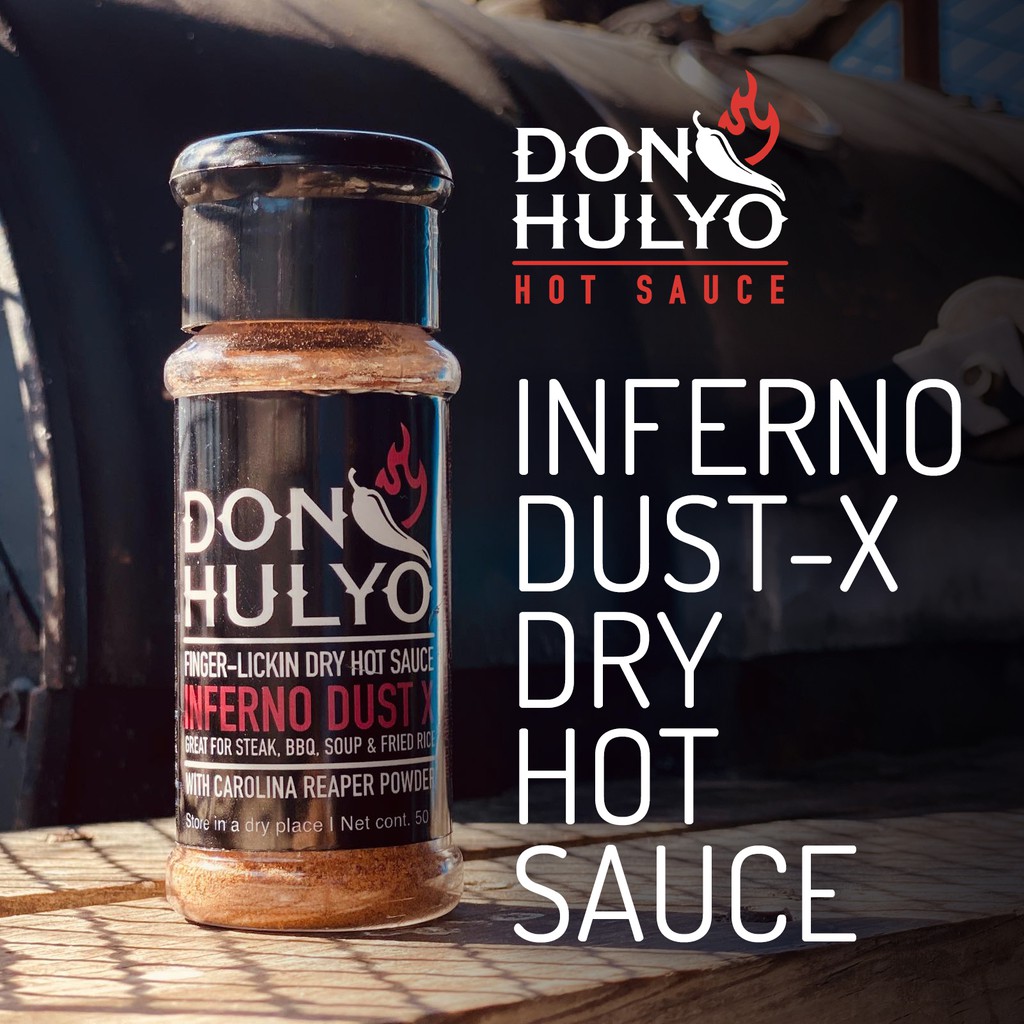 DON
HULYO
HOT SAUCE
INFERNO
DUST-X
DRY
HOT
SAUCE
DON
HULYO
FINGER-LICKIN DRY HOT SAUCE
INFERNO DUST X
GREAT FOR STEAK, BBQ, SOUP & FRIED RICE
WITH CAROLINA REAPER POWDER
Store in a dry place I Net cont. 50